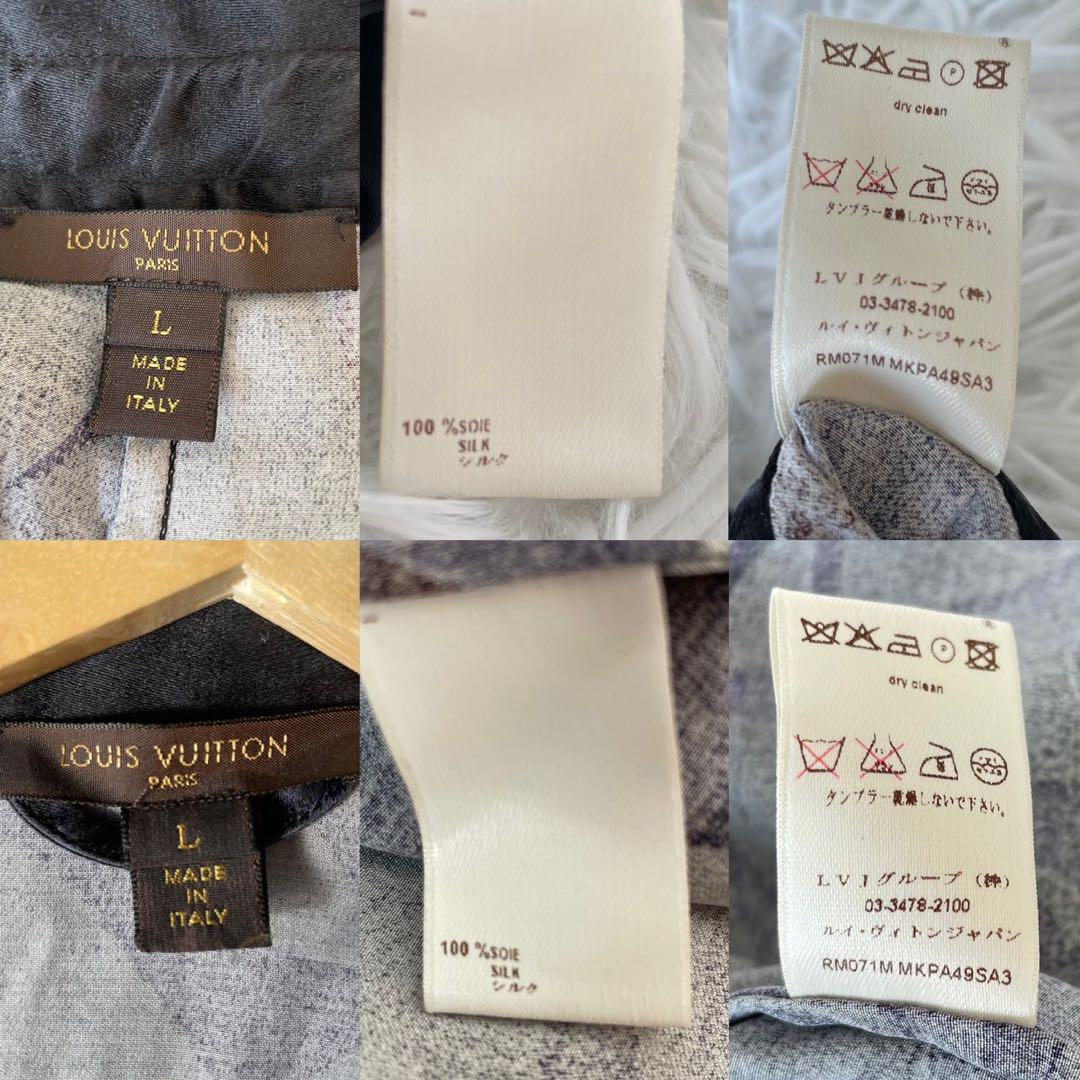 LOUIS VUITTON
PARIS
L
MADE
IN
ITALY
100 %SOIE
SILK
シルク
P
®
dry clean
タンブラー乾燥しないで下さい。
LVJグループ（粋）
03-3478-2100
ルイ・ヴィトンジャパン
RM071M MKPA49SA3
LOUIS VUITTON
PARIS
L
MADE
IN
ITALY
100 %SOIE
SILK
シルク
P
®
dry clean
タンブラー乾燥しないで下さい。
LVJグループ（粋）
03-3478-2100
ルイ・ヴィトンジャパン
RM071M MKPA49SA3